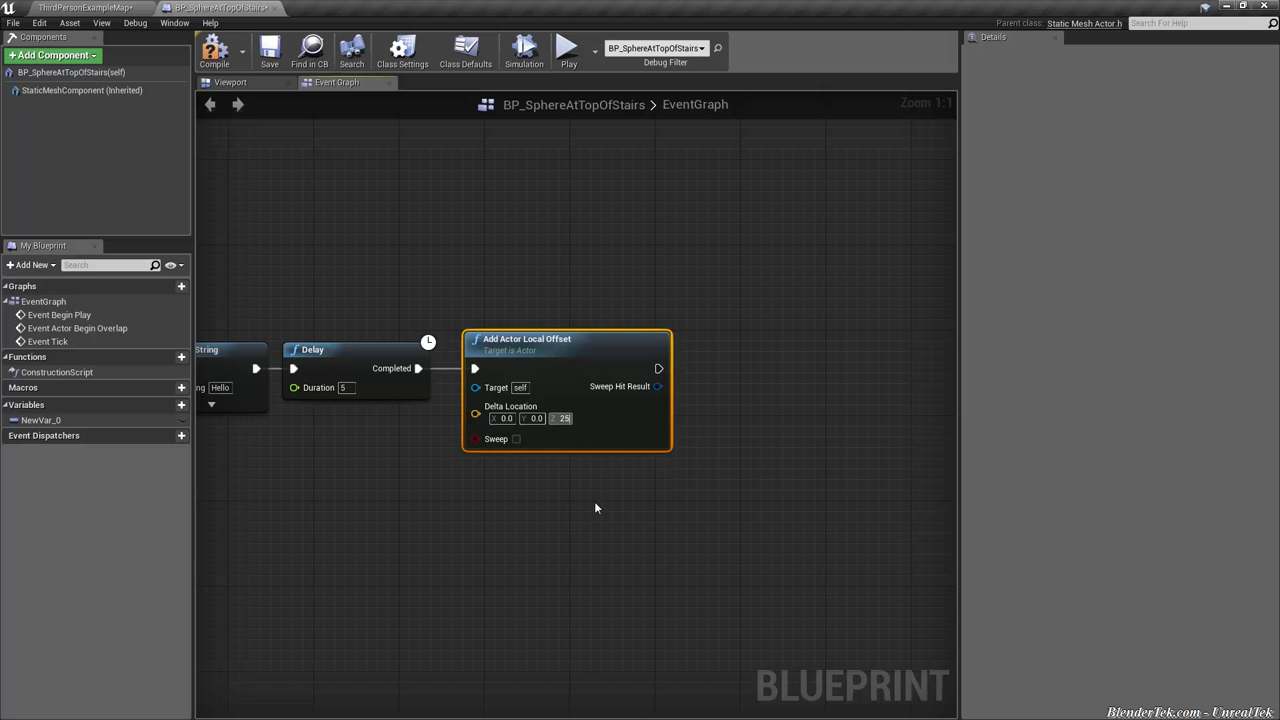 ThirdPersonExampleMap*
BP_SphereAtTopOfStairs*
File Edit Asset View Debug Window Help
Parent class: Static Mesh Actor.h
Search For Help
Components
Details
+Add Component
BP_SphereAtTopOfStairs(self)
StaticMeshComponent (Inherited)
Compile Save Find in CB Search Class Settings Class Defaults Simulation Play
BP_SphereAtTopOfStairs
Debug Filter
Viewport
Event Graph
BP_SphereAtTopOfStairs > EventGraph
Zoom 1:1
My Blueprint
+Add New
Search
Graphs
EventGraph
Event Begin Play
Event Actor Begin Overlap
Event Tick
Functions
ConstructionScript
Macros
Variables
NewVar_0
Event Dispatchers
String
ng Hello
f Delay
Completed
Duration 5
f Add Actor Local Offset
Target is Actor
Target self
Sweep Hit Result
Delta Location
X 0.0 Y 0.0 Z 25
Sweep
BLUEPRINT
BlenderTek.com - UnrealTek